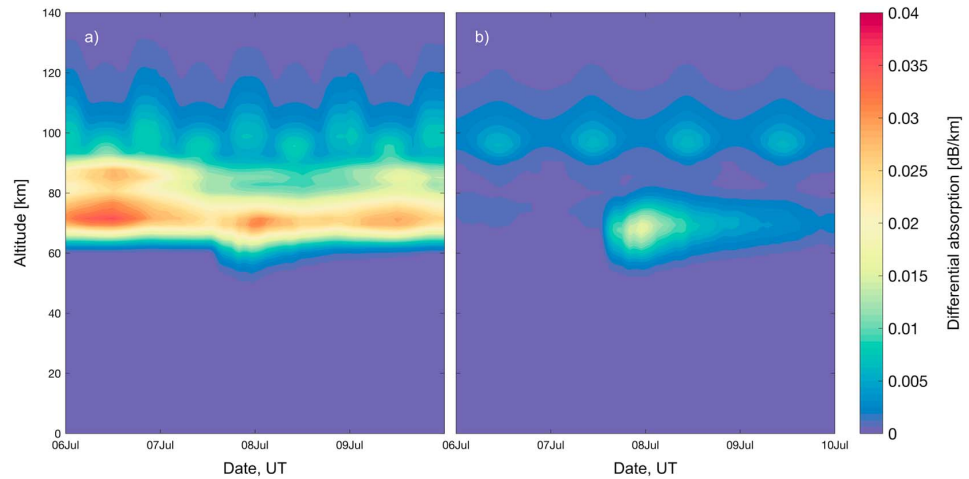 a)
b)
140
120
100
80
60
40
20
0
Altitude [km]
06Jul 07Jul 08Jul 09Jul
Date, UT
06Jul 07Jul 08Jul 09Jul 10Jul
Date, UT
0.04
0.035
0.03
0.025
0.02
0.015
0.01
0.005
0
Differential absorption [dB/km]